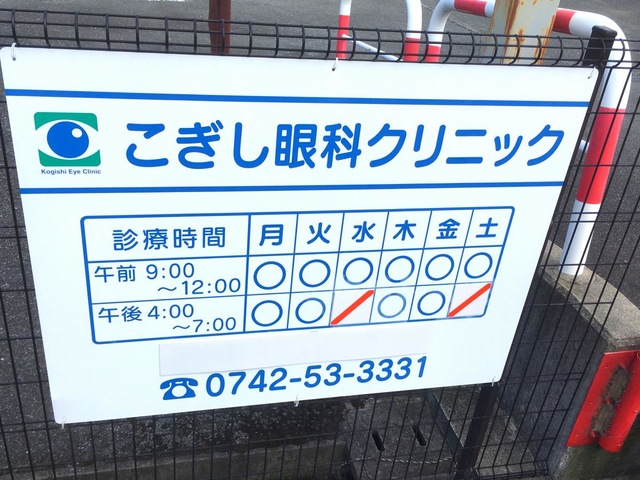 こぎし眼科クリニック
Kogishi Eye Clinic
診療時間 月 火 水 木 金 土
午前 9:00 ～12:00 ○ ○ ○ ○ ○ ○
午後 4:00 ～7:00 ○ ○ / ○ ○ /
☎ 0742-53-3331